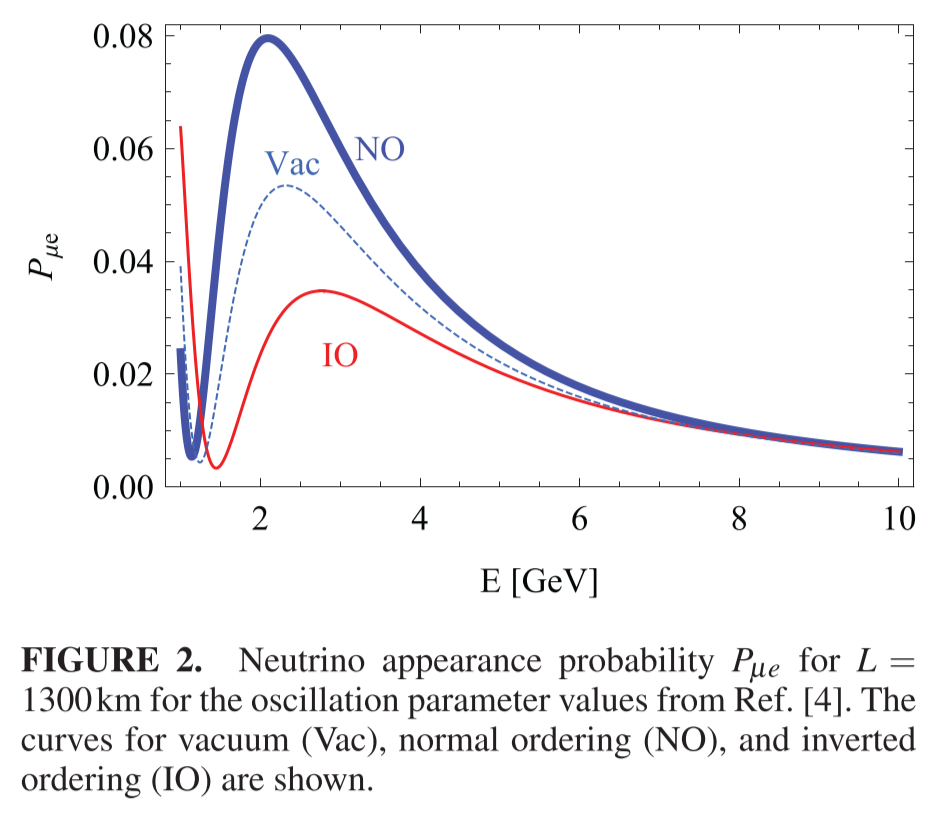 0.08
0.06
0.04
0.02
0.00
Pμe
Vac
NO
IO
2 4 6 8 10
E [GeV]
FIGURE 2. Neutrino appearance probability Pμe for L =
1300 km for the oscillation parameter values from Ref. [4]. The
curves for vacuum (Vac), normal ordering (NO), and inverted
ordering (IO) are shown.